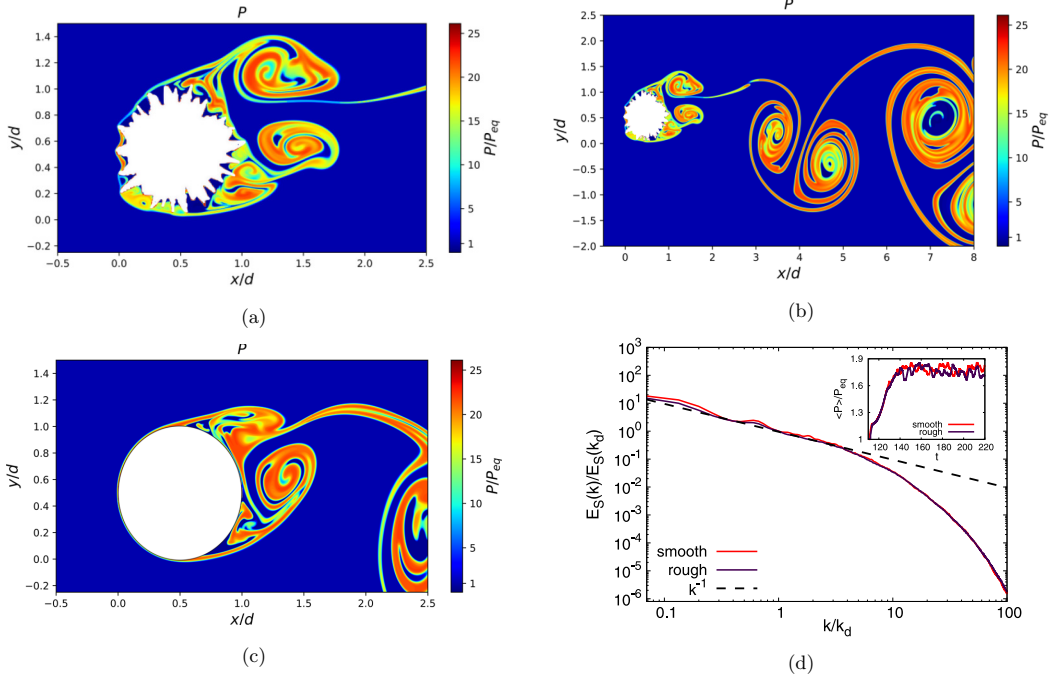 P
1.4
1.2
1.0
0.8
0.6
0.4
0.2
0.0
−0.2
y/d
−0.5 0.0 0.5 1.0 1.5 2.0 2.5
x/d
25
20
15
10
5
P/P_eq
(a)
P
2.5
2.0
1.5
1.0
0.5
0.0
−0.5
−1.0
−1.5
−2.0
y/d
0 1 2 3 4 5 6 7 8
x/d
25
20
15
10
5
P/P_eq
(b)
P
1.4
1.2
1.0
0.8
0.6
0.4
0.2
0.0
−0.2
y/d
−0.5 0.0 0.5 1.0 1.5 2.0 2.5
x/d
25
20
15
10
5
P/P_eq
(c)
10^3
10^2
10^1
10^0
10^-1
10^-2
10^-3
10^-4
10^-5
10^-6
E_S(k)/E_S(k_d)
0.1 1 10 100
k/k_d
smooth
rough
k^-1
1.9
1.6
1.3
1
<P>/P_eq
120 140 160 180 200 220
t
smooth
rough
(d)